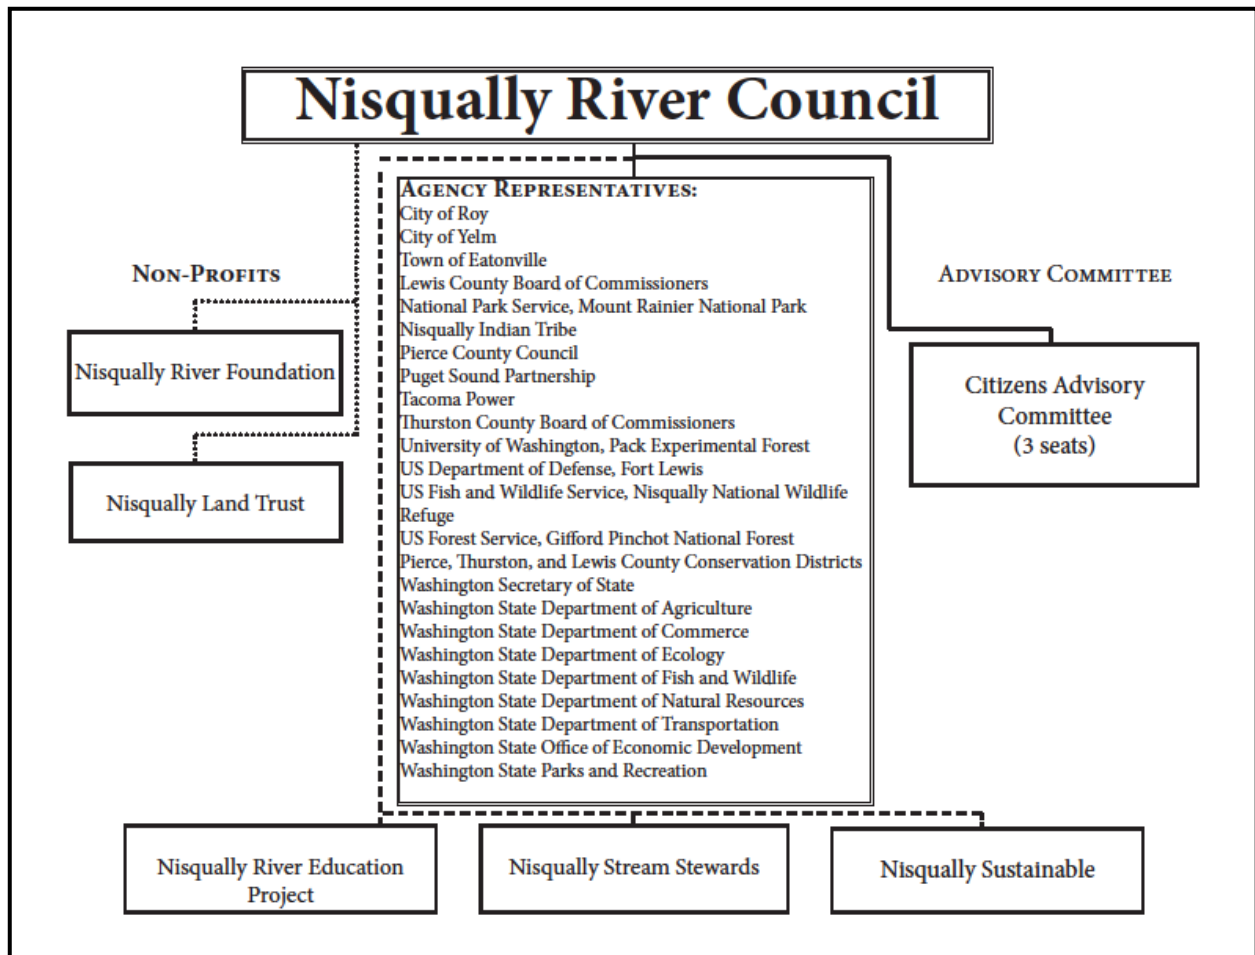 Nisqually River Council
AGENCY REPRESENTATIVES:
City of Roy
City of Yelm
Town of Eatonville
Lewis County Board of Commissioners
National Park Service, Mount Rainier National Park
Nisqually Indian Tribe
Pierce County Council
Puget Sound Partnership
Tacoma Power
Thurston County Board of Commissioners
University of Washington, Pack Experimental Forest
US Department of Defense, Fort Lewis
US Fish and Wildlife Service, Nisqually National Wildlife
Refuge
US Forest Service, Gifford Pinchot National Forest
Pierce, Thurston, and Lewis County Conservation Districts
Washington Secretary of State
Washington State Department of Agriculture
Washington State Department of Commerce
Washington State Department of Ecology
Washington State Department of Fish and Wildlife
Washington State Department of Natural Resources
Washington State Department of Transportation
Washington State Office of Economic Development
Washington State Parks and Recreation
NON-PROFITS
Nisqually River Foundation
Nisqually Land Trust
ADVISORY COMMITTEE
Citizens Advisory
Committee
(3 seats)
Nisqually River Education
Project
Nisqually Stream Stewards
Nisqually Sustainable